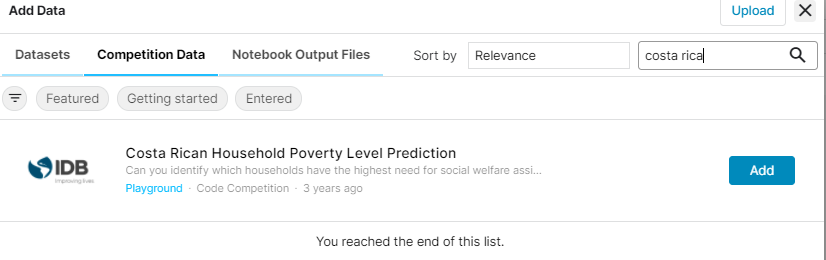 Add Data
Upload
Datasets Competition Data Notebook Output Files Sort by Relevance costa rica
Featured Getting started Entered
IDB
Improving lives
Costa Rican Household Poverty Level Prediction
Can you identify which households have the highest need for social welfare assi...
Playground · Code Competition · 3 years ago
Add
You reached the end of this list.